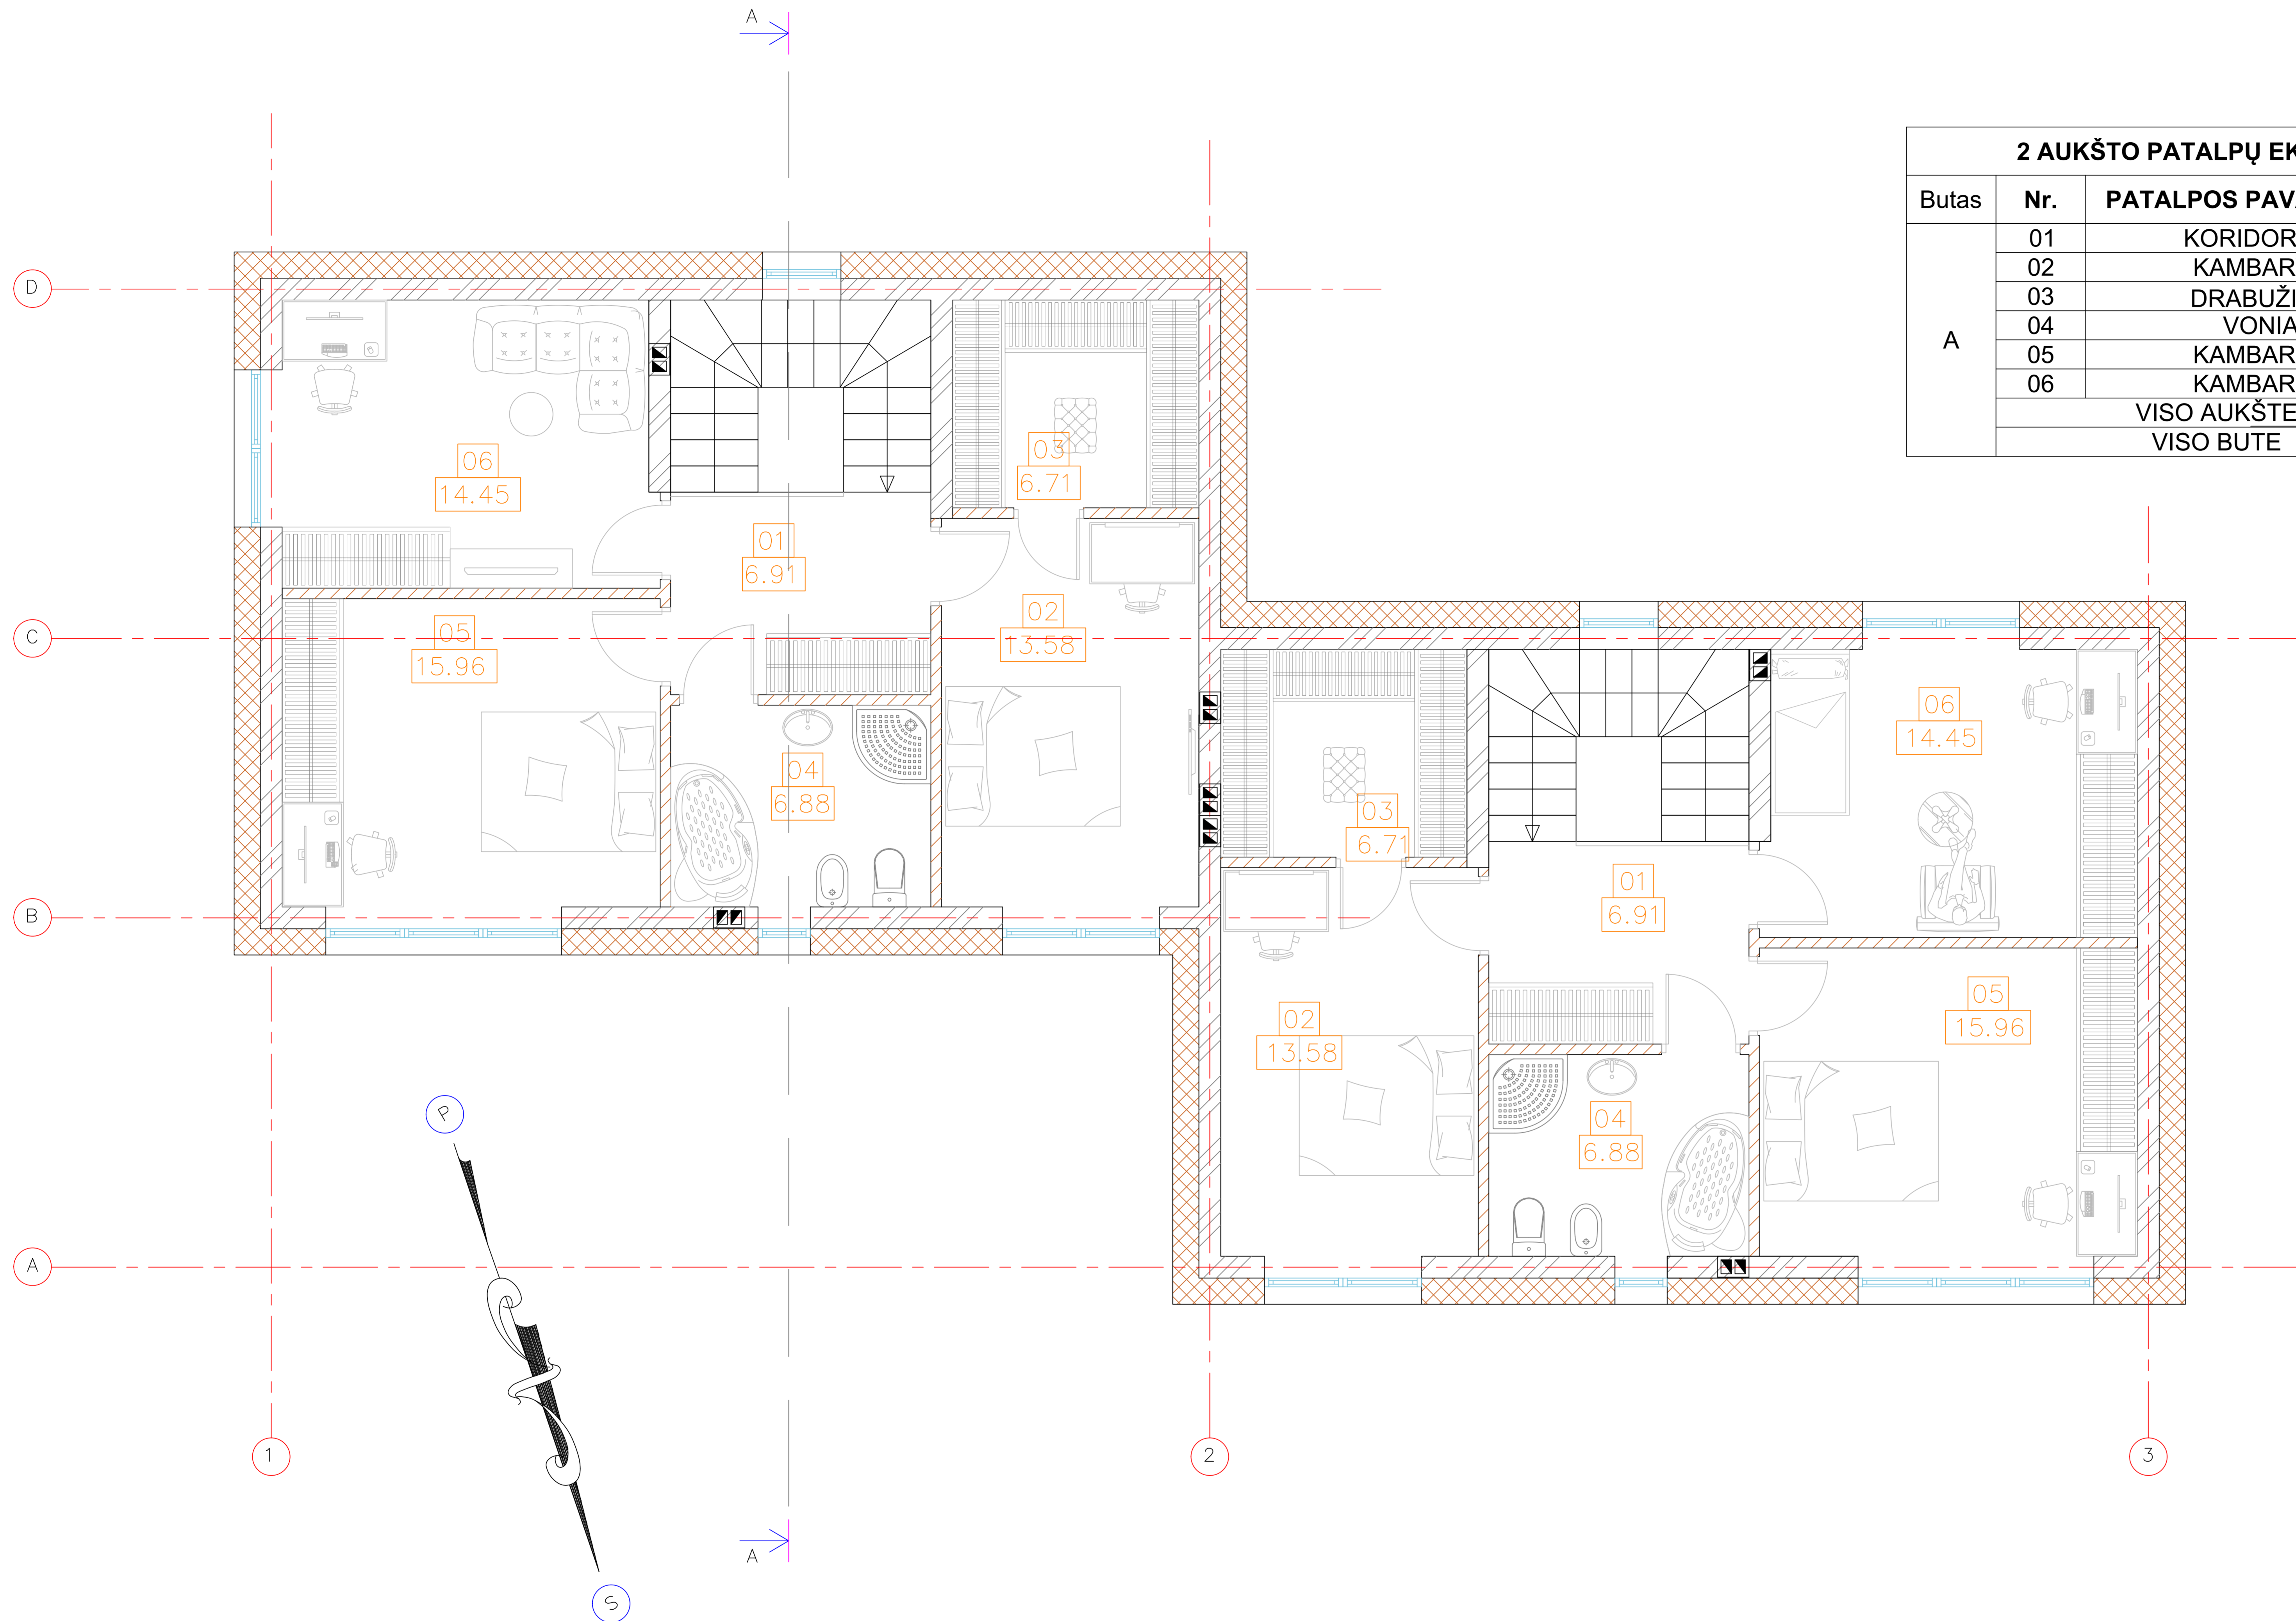 A
2 AUKŠTO PATALPŲ EK
Butas Nr. PATALPOS PAV
01 KORIDOR
02 KAMBAR
03 DRABUŽI
04 VONIA
A
05 KAMBAR
06 KAMBAR
VISO AUKŠTE
VISO BUTE
D
06
14.45
03
6.71
01
6.91
02
13.58
C
05
15.96
04
6.88
06
14.45
03
6.71
01
6.91
B
05
15.96
02
13.58
04
6.88
P
A
1
2
3
A
S